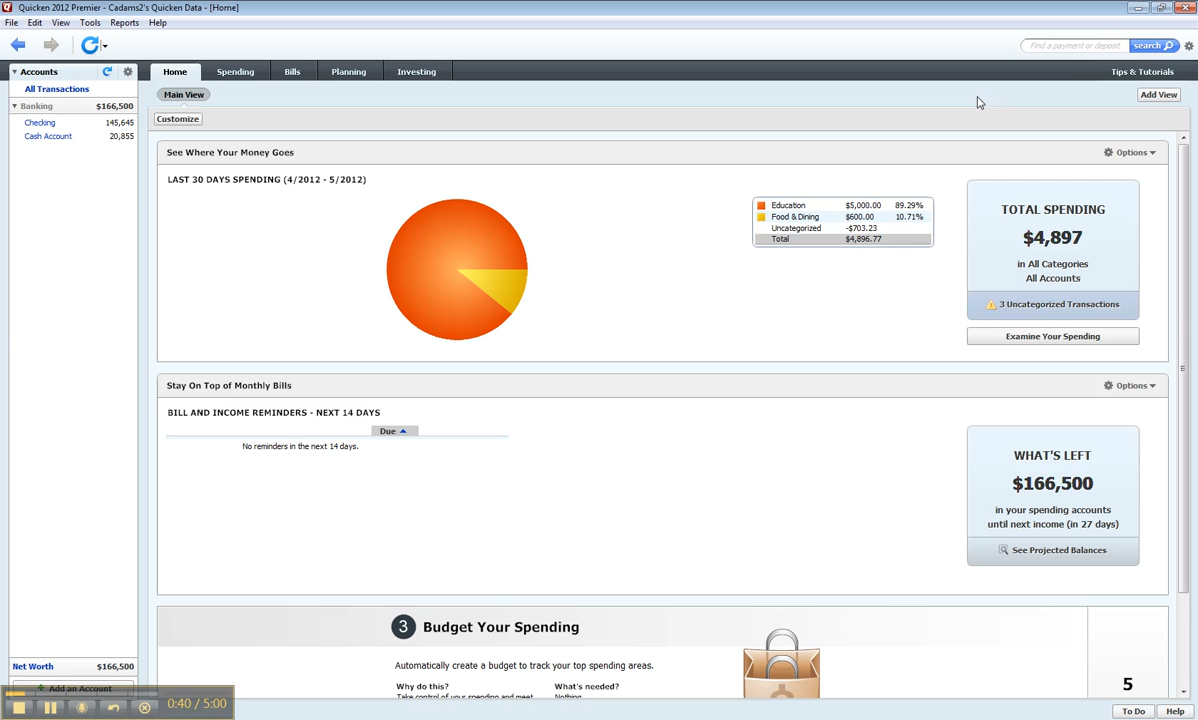 Quicken 2012 Premier - Cadams2's Quicken Data - [Home]
File Edit View Tools Reports Help
Find a payment or deposit search
Accounts
Home Spending Bills Planning Investing Tips & Tutorials
All Transactions
Banking $166,500
Checking 145,645
Cash Account 20,855
Main View Add View
Customize
See Where Your Money Goes Options
LAST 30 DAYS SPENDING (4/2012 - 5/2012)
Education $5,000.00 89.29%
Food & Dining $600.00 10.71%
Uncategorized -$703.23
Total $4,896.77
TOTAL SPENDING
$4,897
in All Categories
All Accounts
3 Uncategorized Transactions
Examine Your Spending
Stay On Top of Monthly Bills Options
BILL AND INCOME REMINDERS - NEXT 14 DAYS
Due
No reminders in the next 14 days.
WHAT'S LEFT
$166,500
in your spending accounts
until next income (in 27 days)
See Projected Balances
3 Budget Your Spending
Automatically create a budget to track your top spending areas.
Why do this? What's needed?
Take control of your spending and meet Nothing
5
Net Worth $166,500
Add an Account
0:40 / 5:00
To Do Help